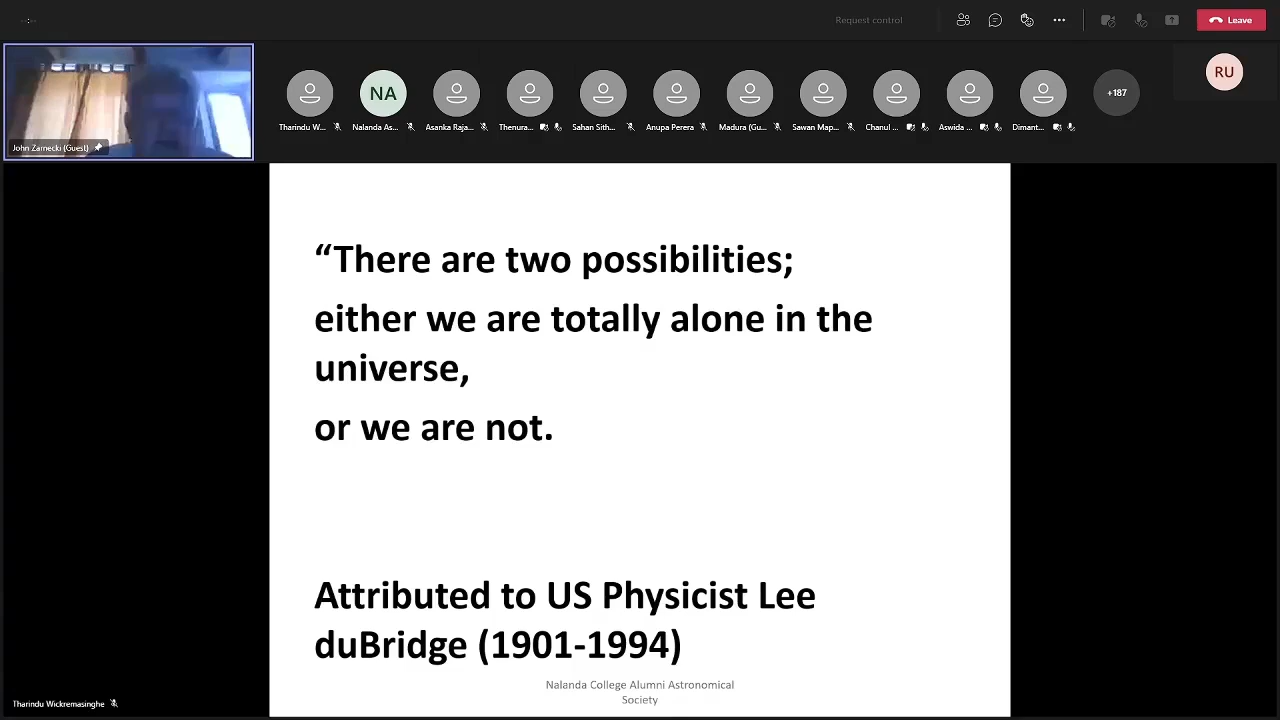 Request control
Leave
John Zarnecki (Guest)
NA
+187
RU
Tharindu W...
Nalanda As...
Asanka Raja...
Thenura...
Sahan Sith...
Anupa Perera
Madura (Gu...
Sawan Map...
Chanul ...
Aswida ...
Dimant...
“There are two possibilities;
either we are totally alone in the
universe,
or we are not.
Attributed to US Physicist Lee
duBridge (1901-1994)
Nalanda College Alumni Astronomical
Society
Tharindu Wickremasinghe